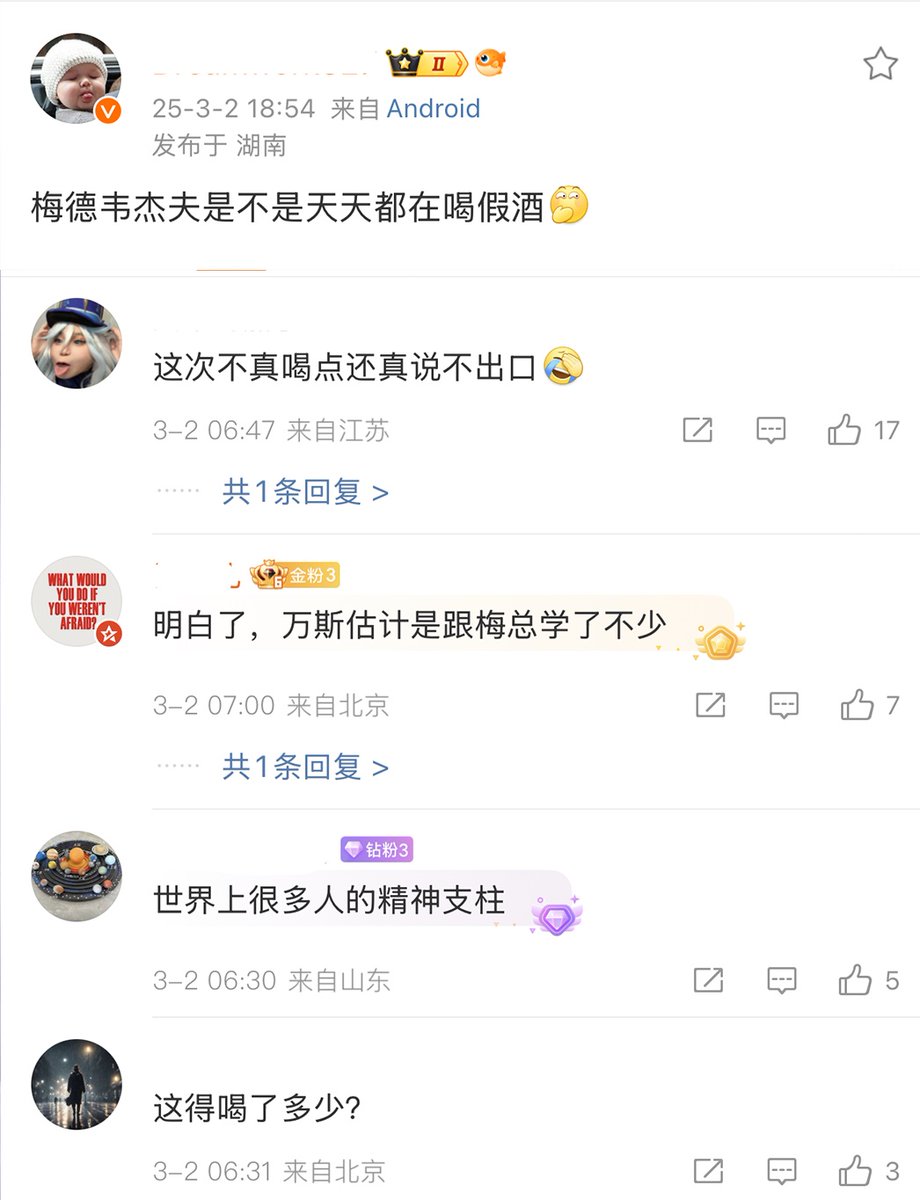 II
25-3-2 18:54 来自 Android
发布于 湖南
梅德韦杰夫是不是天天都在喝假酒
这次不真喝点还真说不出口
3-2 06:47 来自江苏
17
共1条回复 >
WHAT WOULD
YOU DO IF
YOU WEREN'T
AFRAID?
6 金粉3
明白了，万斯估计是跟梅总学了不少
3-2 07:00 来自北京
7
共1条回复 >
钻粉3
世界上很多人的精神支柱
3-2 06:30 来自山东
5
这得喝了多少?
3-2 06:31 来自北京
3